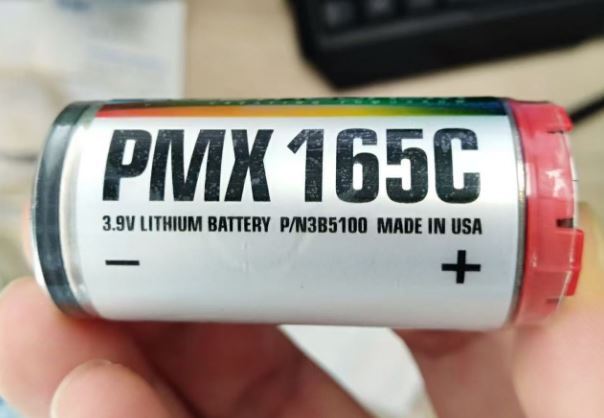 PMX 165C
3.9V LITHIUM BATTERY P/N3B5100 MADE IN USA
− +